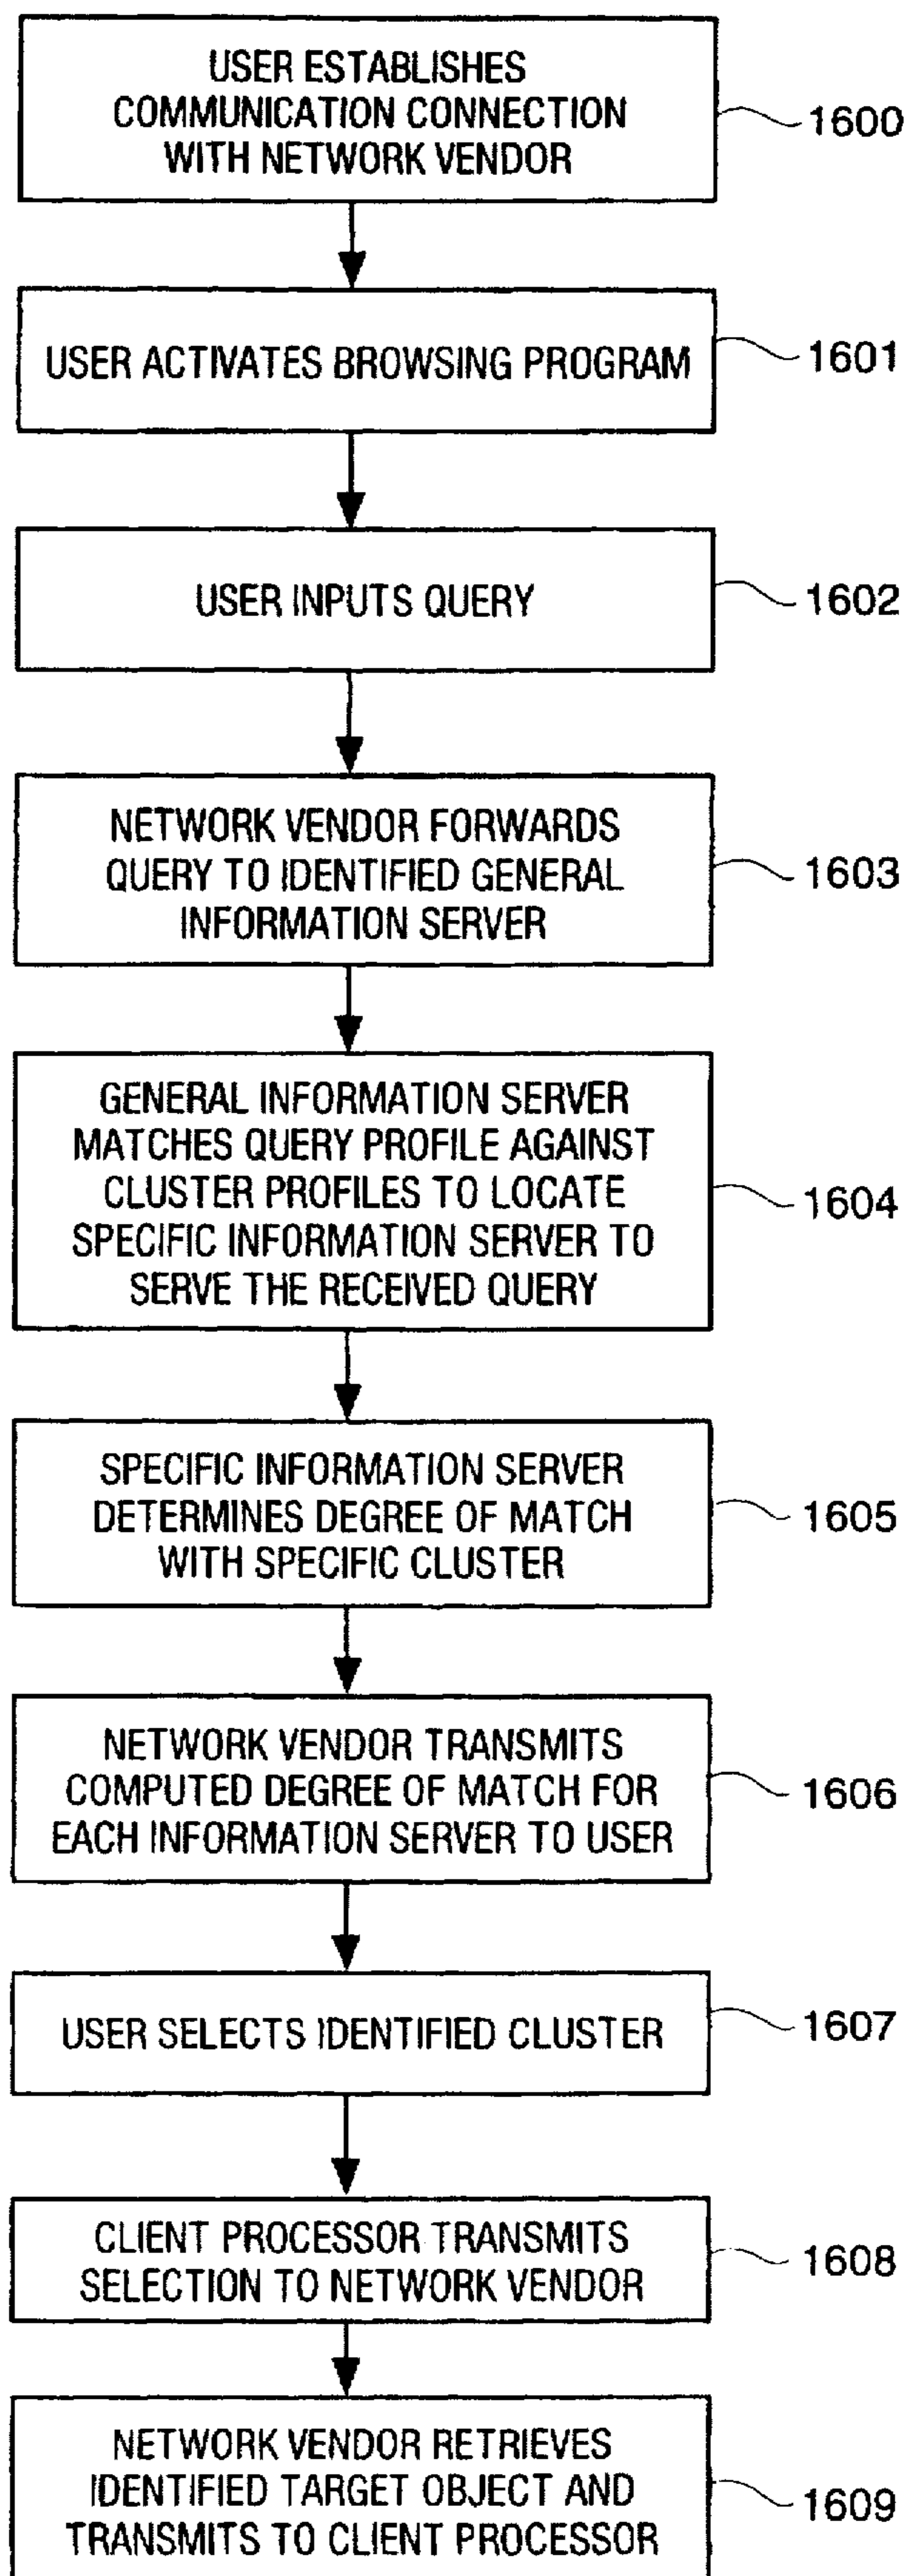 USER ESTABLISHES
COMMUNICATION CONNECTION
WITH NETWORK VENDOR
1600
USER ACTIVATES BROWSING PROGRAM
1601
USER INPUTS QUERY
1602
NETWORK VENDOR FORWARDS
QUERY TO IDENTIFIED GENERAL
INFORMATION SERVER
1603
GENERAL INFORMATION SERVER
MATCHES QUERY PROFILE AGAINST
CLUSTER PROFILES TO LOCATE
SPECIFIC INFORMATION SERVER TO
SERVE THE RECEIVED QUERY
1604
SPECIFIC INFORMATION SERVER
DETERMINES DEGREE OF MATCH
WITH SPECIFIC CLUSTER
1605
NETWORK VENDOR TRANSMITS
COMPUTED DEGREE OF MATCH FOR
EACH INFORMATION SERVER TO USER
1606
USER SELECTS IDENTIFIED CLUSTER
1607
CLIENT PROCESSOR TRANSMITS
SELECTION TO NETWORK VENDOR
1608
NETWORK VENDOR RETRIEVES
IDENTIFIED TARGET OBJECT AND
TRANSMITS TO CLIENT PROCESSOR
1609